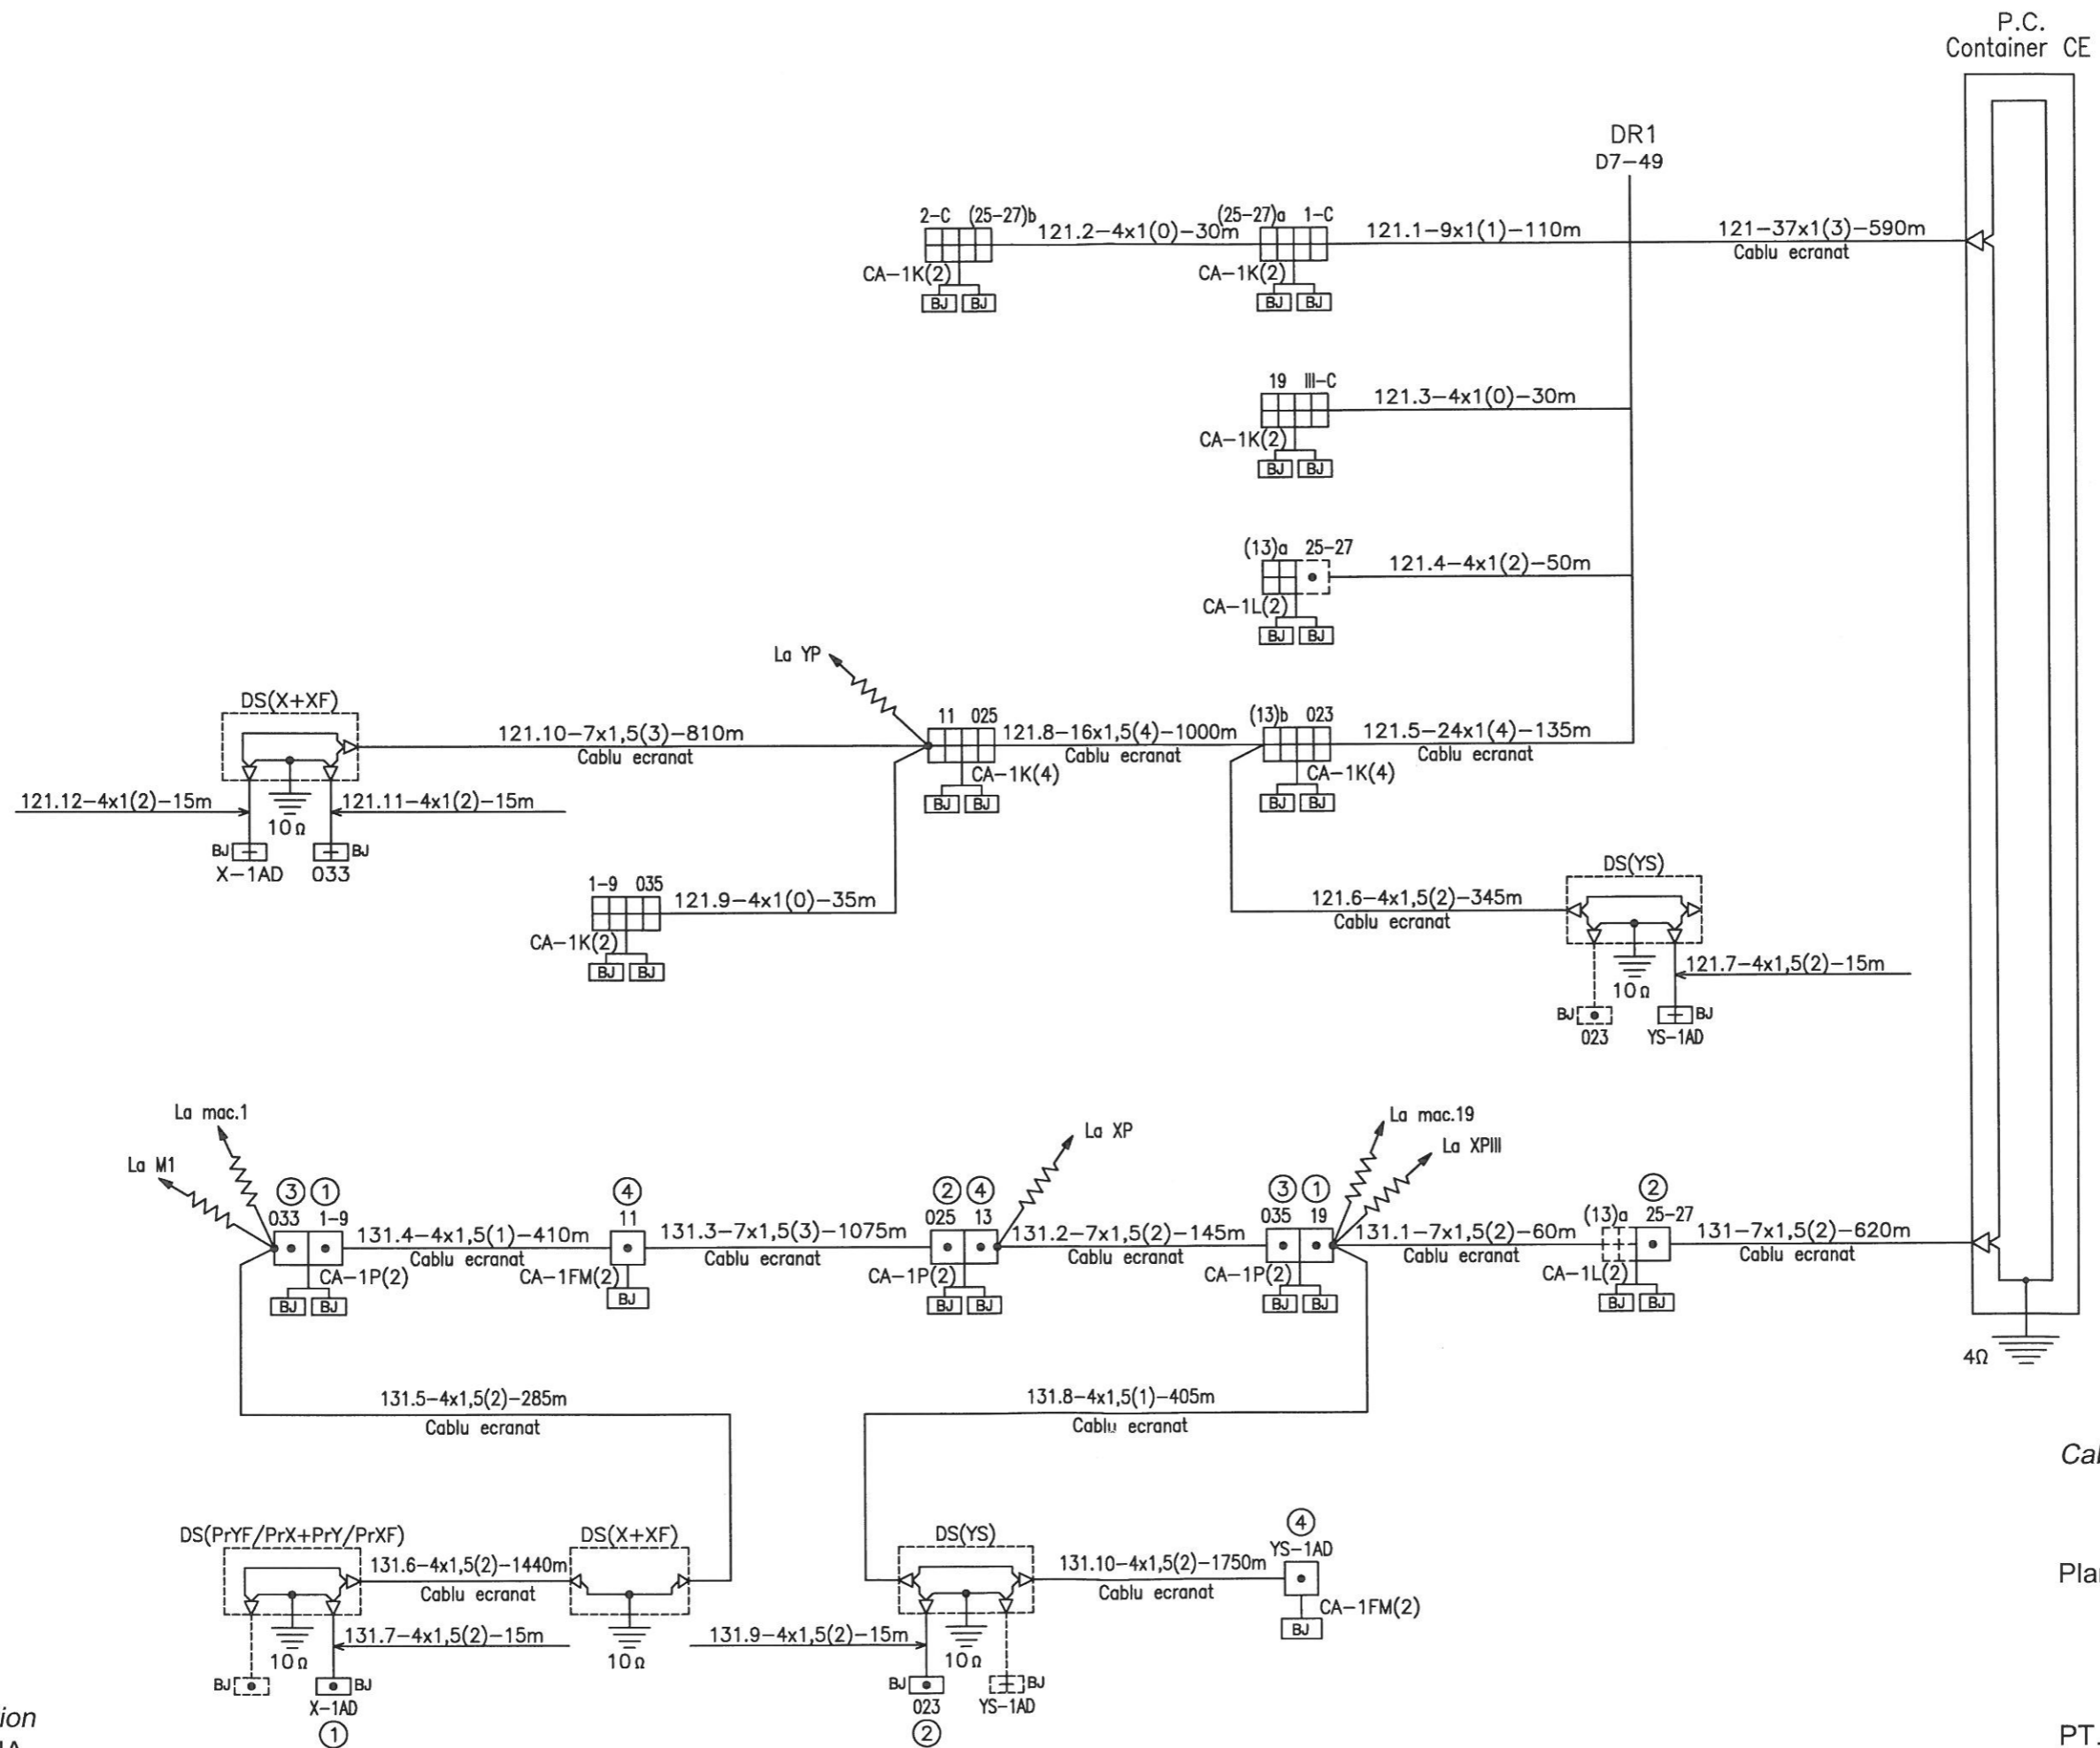 P.C.
Container CE
DR1
D7-49
2-C (25-27)b
121.2-4x1(0)-30m
(25-27)a 1-C
121.1-9x1(1)-110m
121-37x1(3)-590m
Cablu ecranat
CA-1K(2)
BJ BJ
CA-1K(2)
BJ BJ
19 III-C
121.3-4x1(0)-30m
CA-1K(2)
BJ BJ
(13)a 25-27
121.4-4x1(2)-50m
CA-1L(2)
BJ BJ
La YP
DS(X+XF)
121.10-7x1,5(3)-810m
Cablu ecranat
11 025
121.8-16x1,5(4)-1000m
Cablu ecranat
(13)b 023
121.5-24x1(4)-135m
Cablu ecranat
CA-1K(4)
BJ BJ
CA-1K(4)
BJ BJ
121.12-4x1(2)-15m
121.11-4x1(2)-15m
10Ω
BJ
BJ
X-1AD
033
1-9 035
121.9-4x1(0)-35m
CA-1K(2)
BJ BJ
DS(YS)
121.6-4x1,5(2)-345m
Cablu ecranat
121.7-4x1,5(2)-15m
10Ω
BJ
BJ
023
YS-1AD
La mac.1
La M1
La XP
La mac.19
La XPIII
3 1
033 1-9
131.4-4x1,5(1)-410m
Cablu ecranat
CA-1P(2)
BJ BJ
4
11
131.3-7x1,5(3)-1075m
Cablu ecranat
CA-1FM(2)
BJ
2 4
025 13
131.2-7x1,5(2)-145m
Cablu ecranat
CA-1P(2)
BJ BJ
3 1
035 19
131.1-7x1,5(2)-60m
Cablu ecranat
CA-1P(2)
BJ BJ
2
(13)a 25-27
131-7x1,5(2)-620m
Cablu ecranat
CA-1L(2)
BJ BJ
4Ω
131.5-4x1,5(2)-285m
Cablu ecranat
131.8-4x1,5(1)-405m
Cablu ecranat
Cal
DS(PrYF/PrX+PrY/PrXF)
131.6-4x1,5(2)-1440m
Cablu ecranat
DS(X+XF)
DS(YS)
131.10-4x1,5(2)-1750m
Cablu ecranat
4
YS-1AD
CA-1FM(2)
BJ
Plan
131.7-4x1,5(2)-15m
131.9-4x1,5(2)-15m
10Ω
10Ω
10Ω
BJ
BJ
X-1AD
1
BJ
BJ
023
YS-1AD
2
ion
PT.